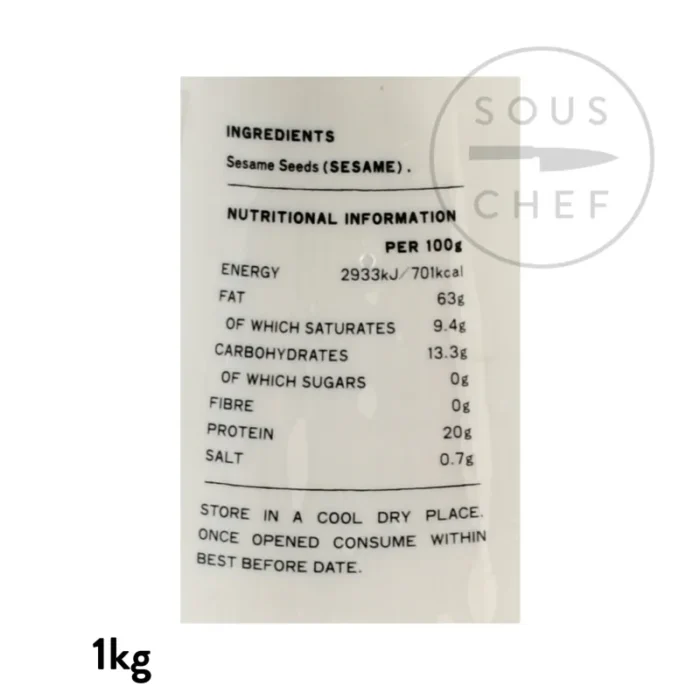 SOUS
CHEF
INGREDIENTS
Sesame Seeds (SESAME).
NUTRITIONAL INFORMATION
PER 100g
ENERGY 2933kJ/701kcal
FAT 63g
OF WHICH SATURATES 9.4g
CARBOHYDRATES 13.3g
OF WHICH SUGARS 0g
FIBRE 0g
PROTEIN 20g
SALT 0.7g
STORE IN A COOL DRY PLACE.
ONCE OPENED CONSUME WITHIN
BEST BEFORE DATE.
1kg